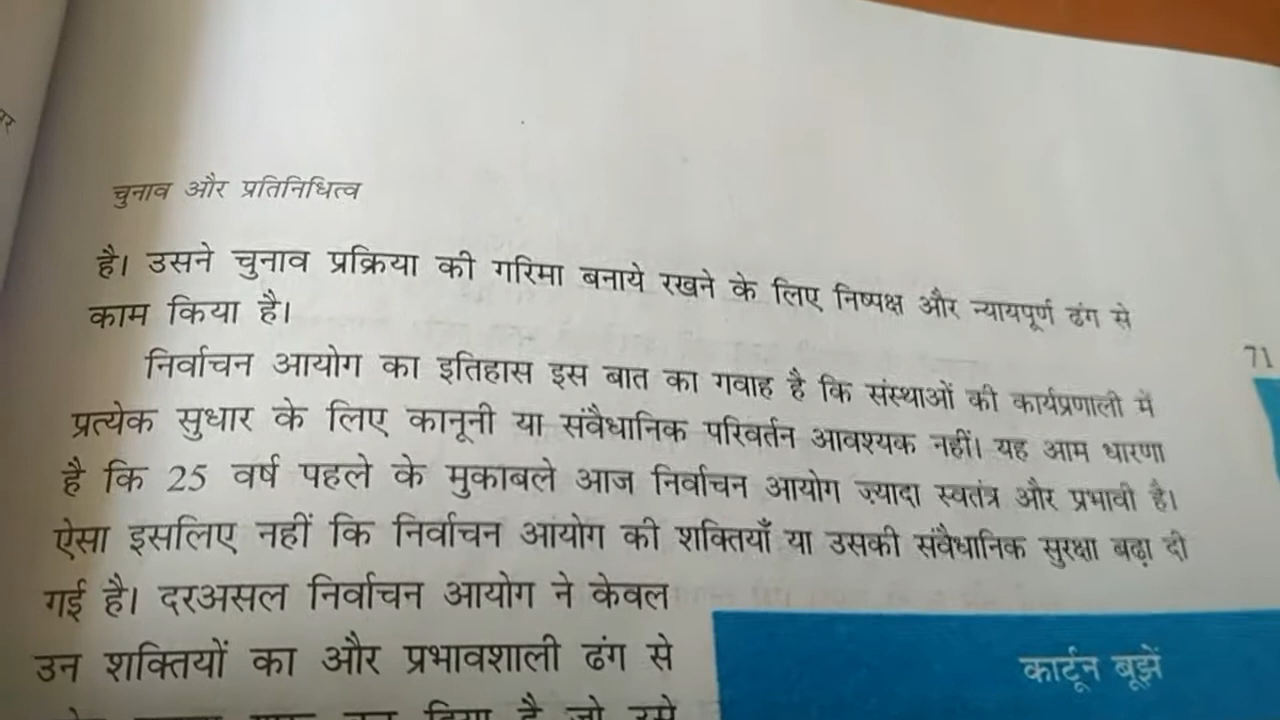 चुनाव और प्रतिनिधित्व
71
है। उसने चुनाव प्रक्रिया की गरिमा बनाये रखने के लिए निष्पक्ष और न्यायपूर्ण ढंग से
काम किया है।
निर्वाचन आयोग का इतिहास इस बात का गवाह है कि संस्थाओं की कार्यप्रणाली में
प्रत्येक सुधार के लिए कानूनी या संवैधानिक परिवर्तन आवश्यक नहीं। यह आम धारणा
है कि 25 वर्ष पहले के मुकाबले आज निर्वाचन आयोग ज़्यादा स्वतंत्र और प्रभावी है।
ऐसा इसलिए नहीं कि निर्वाचन आयोग की शक्तियाँ या उसकी संवैधानिक सुरक्षा बढ़ा दी
गई है। दरअसल निर्वाचन आयोग ने केवल
उन शक्तियों का और प्रभावशाली ढंग से
कार्टून बूझें